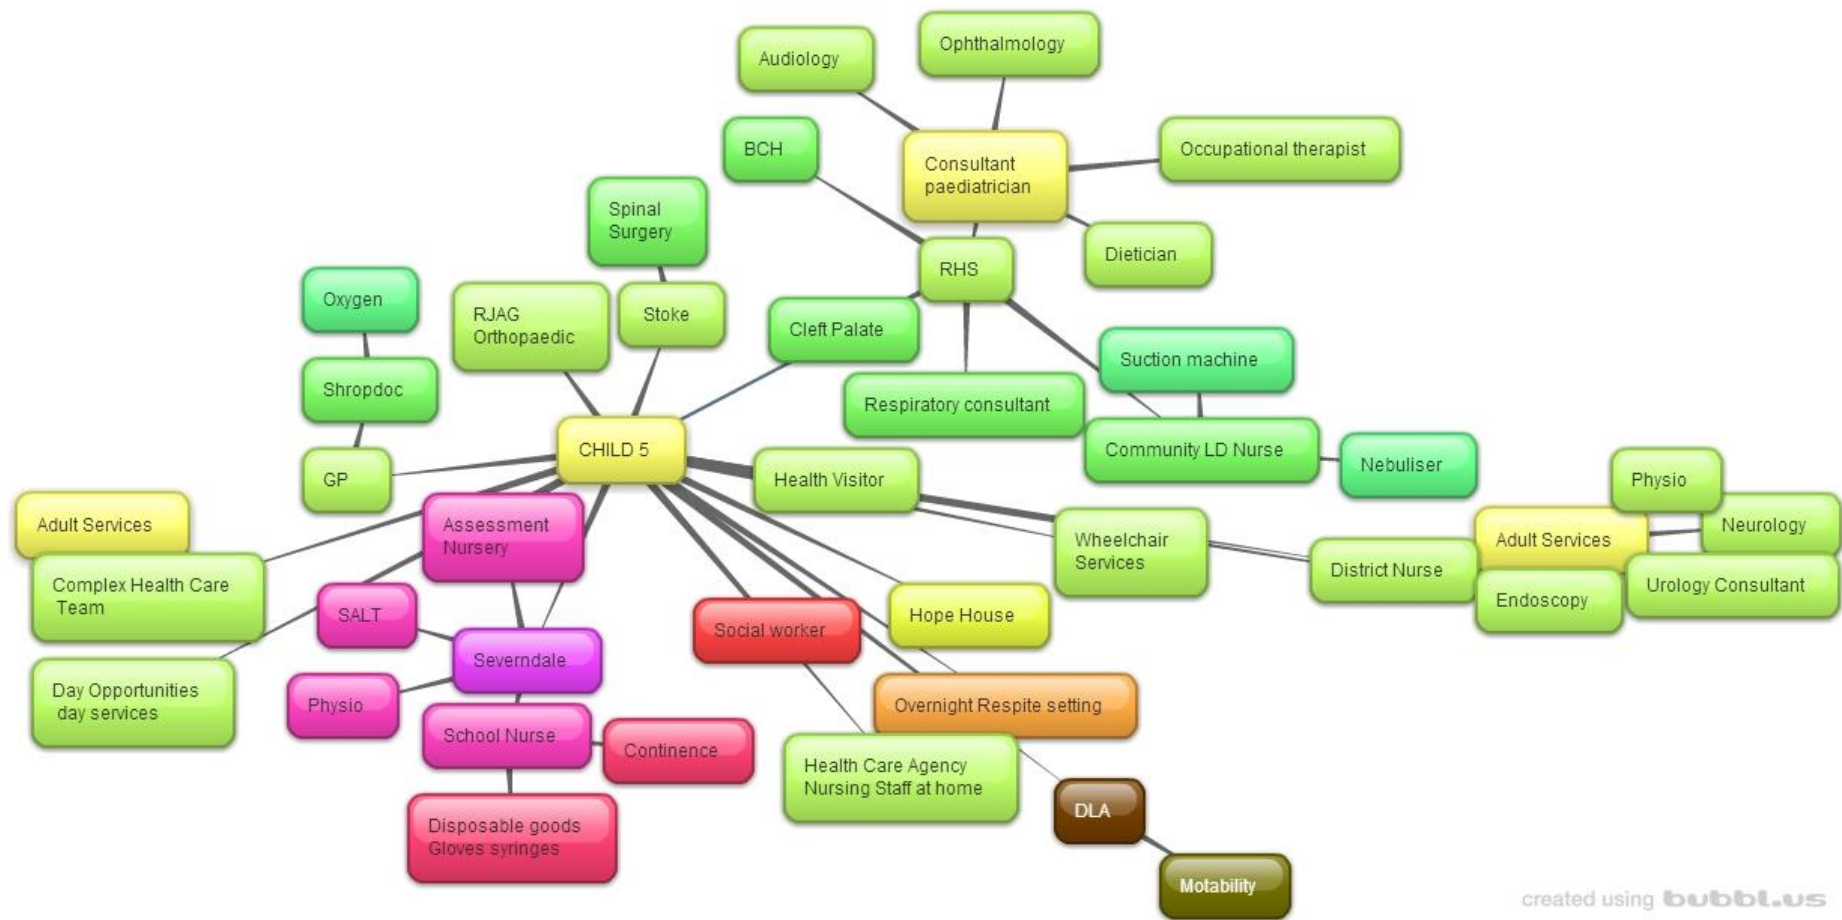 Ophthalmology
Audiology
BCH
Consultant
paediatrician
Occupational therapist
Spinal
Surgery
RHS
Dietician
Oxygen
RJAG
Orthopaedic
Stoke
Cleft Palate
Suction machine
Shropdoc
Respiratory consultant
CHILD 5
Community LD Nurse
Nebuliser
GP
Health Visitor
Physio
Adult Services
Assessment
Nursery
Wheelchair
Services
Adult Services
Neurology
Complex Health Care
Team
District Nurse
Endoscopy
Urology Consultant
SALT
Social worker
Hope House
Severndale
Day Opportunities
day services
Physio
Overnight Respite setting
School Nurse
Continence
Health Care Agency
Nursing Staff at home
DLA
Disposable goods
Gloves syringes
Motability
created using bubbl.us